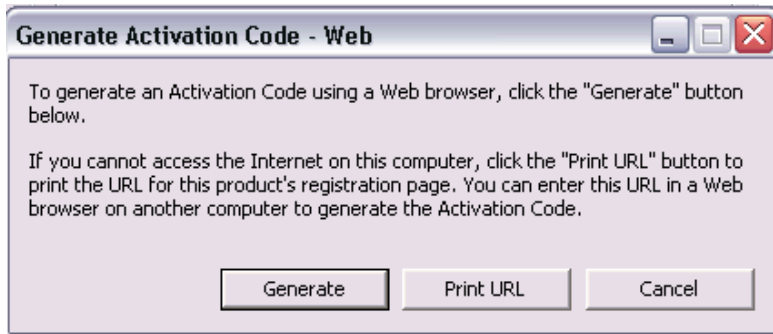 Generate Activation Code - Web
To generate an Activation Code using a Web browser, click the "Generate" button
below.
If you cannot access the Internet on this computer, click the "Print URL" button to
print the URL for this product's registration page. You can enter this URL in a Web
browser on another computer to generate the Activation Code.
Generate
Print URL
Cancel